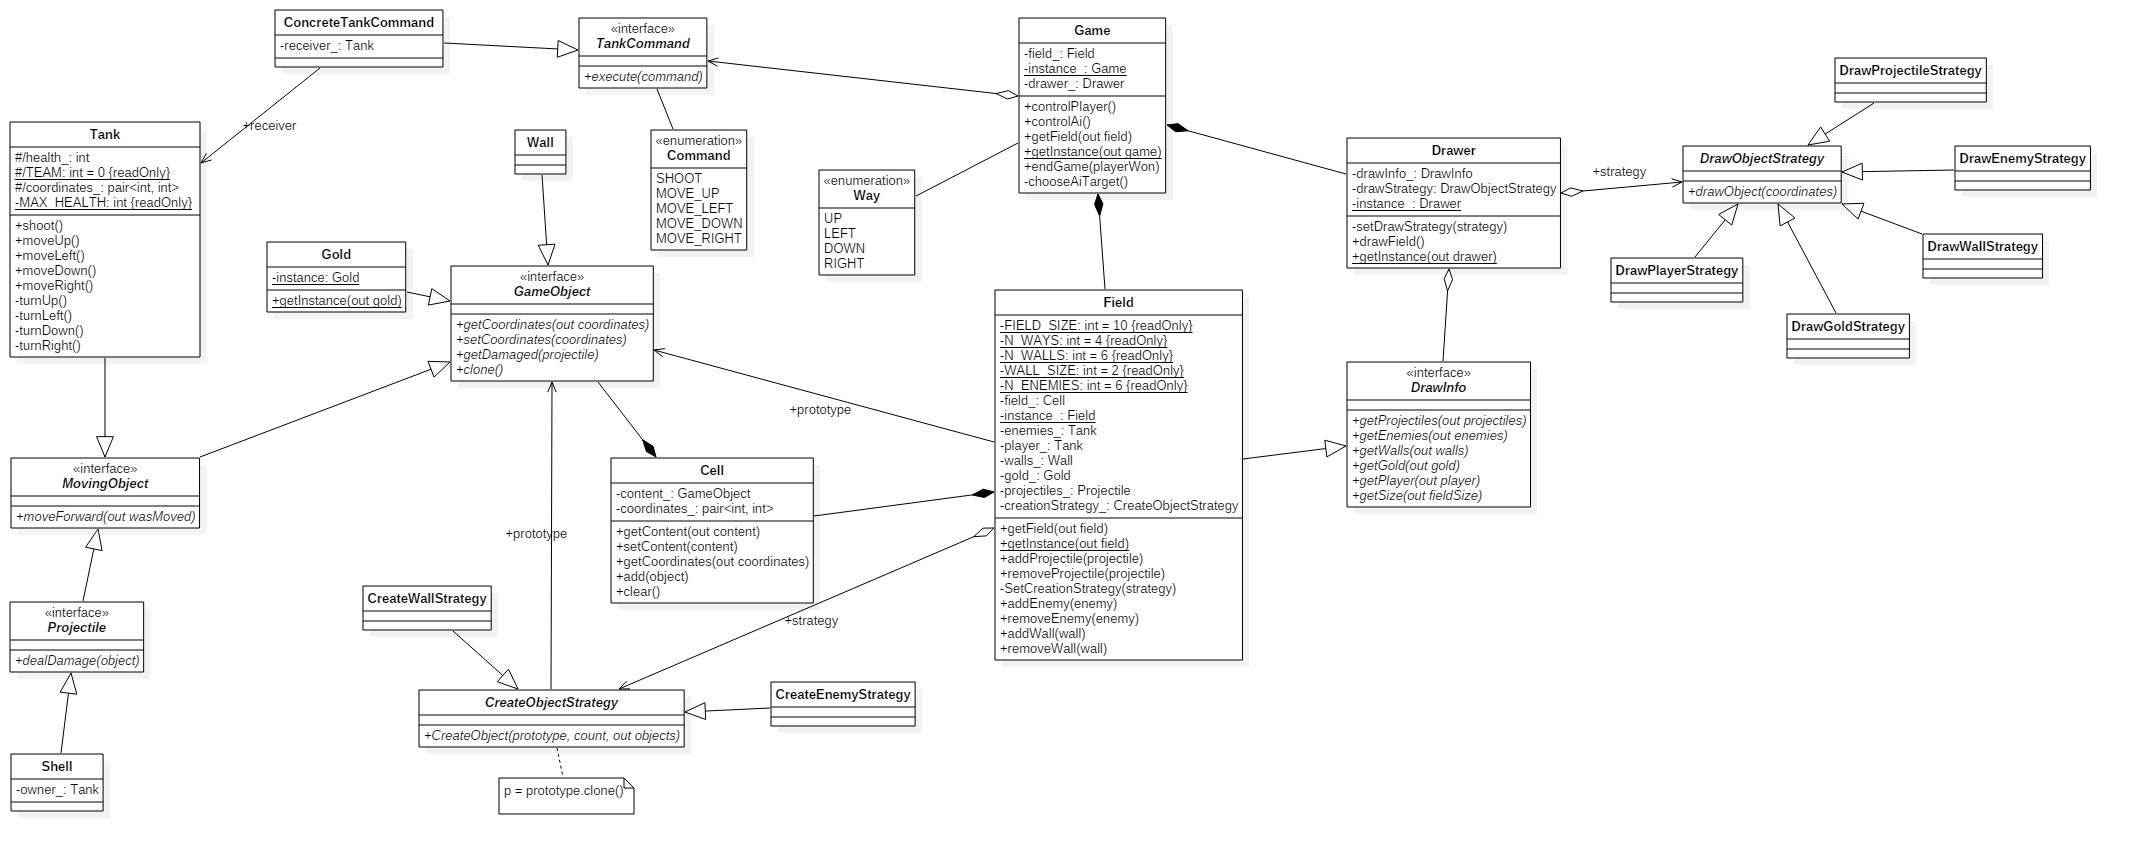 ConcreteTankCommand
-receiver_: Tank
«interface»
TankCommand
+execute(command)
Game
-field_: Field
-instance_: Game
-drawer_: Drawer
+controlPlayer()
+controlAi()
+getField(out field)
+getInstance(out game)
+endGame(playerWon)
-chooseAiTarget()
DrawProjectileStrategy
+receiver
Tank
#/health_: int
#/TEAM: int = 0 {readOnly}
#/coordinates_: pair<int, int>
-MAX_HEALTH: int {readOnly}
+shoot()
+moveUp()
+moveLeft()
+moveDown()
+moveRight()
-turnUp()
-turnLeft()
-turnDown()
-turnRight()
Wall
«enumeration»
Command
SHOOT
MOVE_UP
MOVE_LEFT
MOVE_DOWN
MOVE_RIGHT
«enumeration»
Way
UP
LEFT
DOWN
RIGHT
Drawer
-drawInfo_: DrawInfo
-drawStrategy: DrawObjectStrategy
-instance_: Drawer
-setDrawStrategy(strategy)
+drawField()
+getInstance(out drawer)
+strategy
DrawObjectStrategy
+drawObject(coordinates)
DrawEnemyStrategy
DrawWallStrategy
DrawPlayerStrategy
DrawGoldStrategy
Gold
-instance: Gold
+getInstance(out gold)
«interface»
GameObject
+getCoordinates(out coordinates)
+setCoordinates(coordinates)
+getDamaged(projectile)
+clone()
Field
-FIELD_SIZE: int = 10 {readOnly}
-N_WAYS: int = 4 {readOnly}
-N_WALLS: int = 6 {readOnly}
-WALL_SIZE: int = 2 {readOnly}
-N_ENEMIES: int = 6 {readOnly}
-field_: Cell
-instance_: Field
-enemies_: Tank
-player_: Tank
-walls_: Wall
-gold_: Gold
-projectiles_: Projectile
-creationStrategy_: CreateObjectStrategy
+getField(out field)
+getInstance(out field)
+addProjectile(projectile)
+removeProjectile(projectile)
-SetCreationStrategy(strategy)
+addEnemy(enemy)
+removeEnemy(enemy)
+addWall(wall)
+removeWall(wall)
«interface»
DrawInfo
+getProjectiles(out projectiles)
+getEnemies(out enemies)
+getWalls(out walls)
+getGold(out gold)
+getPlayer(out player)
+getSize(out fieldSize)
+prototype
«interface»
MovingObject
+moveForward(out wasMoved)
Cell
-content_: GameObject
-coordinates_: pair<int, int>
+getContent(out content)
+setContent(content)
+getCoordinates(out coordinates)
+add(object)
+clear()
+prototype
«interface»
Projectile
+dealDamage(object)
CreateWallStrategy
+strategy
CreateObjectStrategy
+CreateObject(prototype, count, out objects)
CreateEnemyStrategy
Shell
-owner_: Tank
p = prototype.clone()